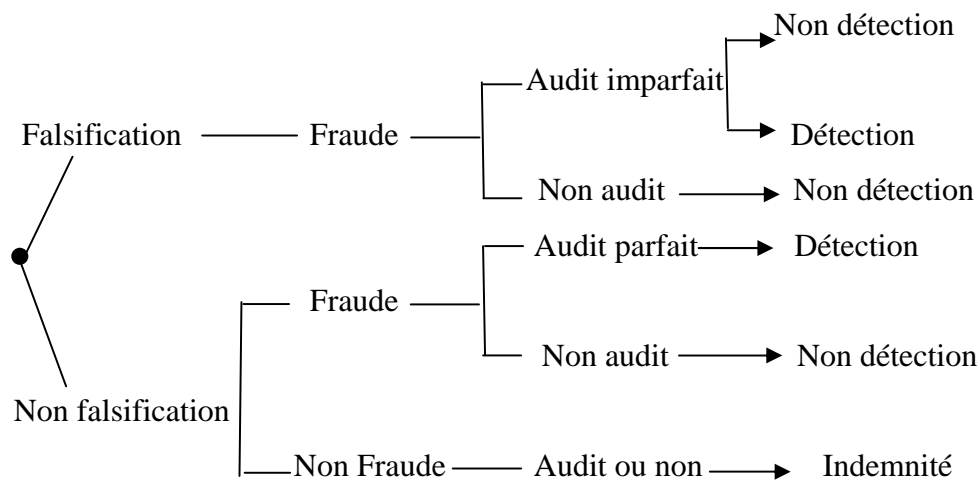 Non détection
Audit imparfait
Falsification
Fraude
Détection
Non audit
Non détection
Audit parfait
Détection
Fraude
Non audit
Non détection
Non falsification
Non Fraude
Audit ou non
Indemnité